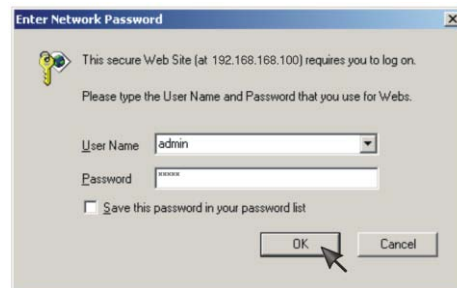 Enter Network Password
This secure Web Site (at 192.168.168.100) requires you to log on.
Please type the User Name and Password that you use for Webs.
User Name admin
Password *****
Save this password in your password list
OK Cancel